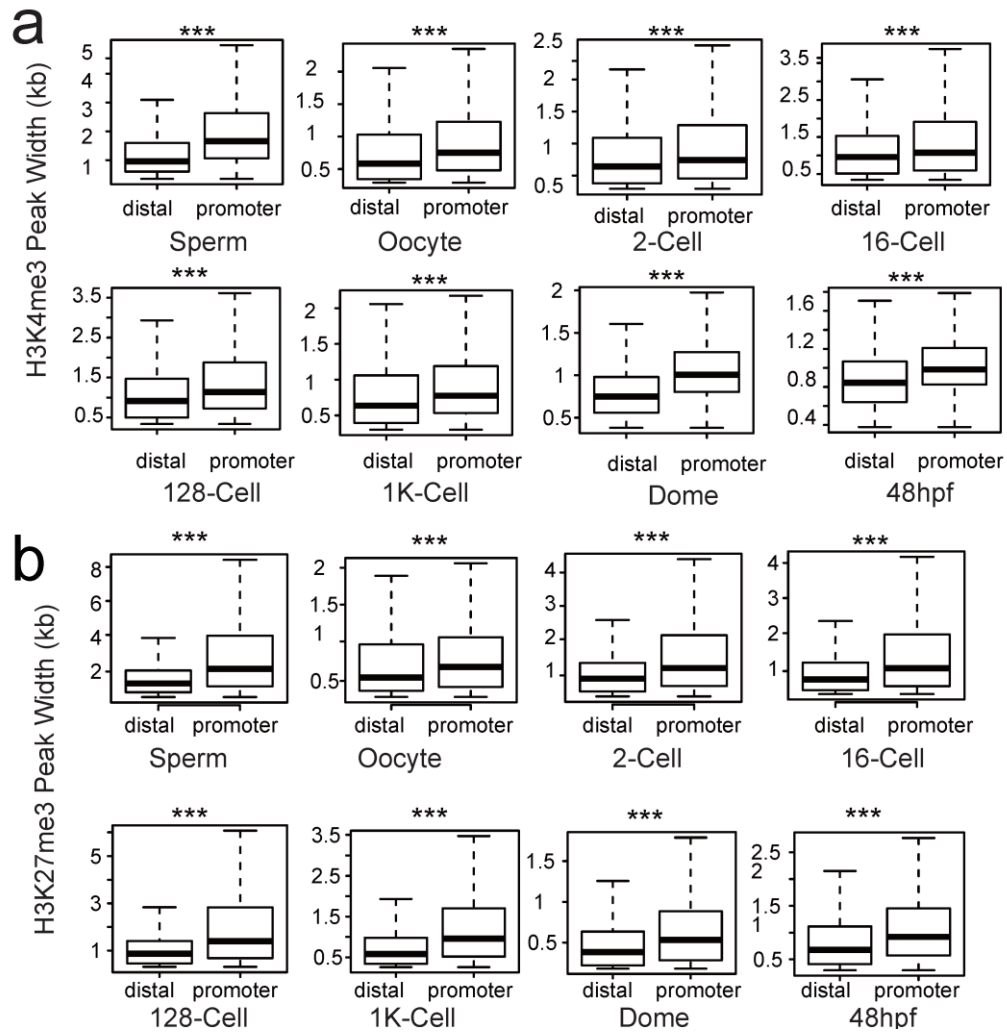 a
H3K4me3 Peak Width (kb)
*** *** *** ***
5 4 3 2 1
2 1.5 1 0.5
2.5 2 1.5 1 0.5
3.5 2.5 1.5 0.5
distal promoter distal promoter distal promoter distal promoter
Sperm Oocyte 2-Cell 16-Cell
*** *** *** ***
3.5 2.5 1.5 0.5
2 1.5 1 0.5
2 1.5 1 0.5
1.6 1.2 0.8 0.4
distal promoter distal promoter distal promoter distal promoter
128-Cell 1K-Cell Dome 48hpf
b
H3K27me3 Peak Width (kb)
*** *** *** ***
8 6 4 2
2 1.5 1 0.5
4 3 2 1
4 3 2 1
distal promoter distal promoter distal promoter distal promoter
Sperm Oocyte 2-Cell 16-Cell
*** *** *** ***
5 3 1
3.5 2.5 1.5 0.5
1.5 1 0.5
2.5 2 1.5 1 0.5
distal promoter distal promoter distal promoter distal promoter
128-Cell 1K-Cell Dome 48hpf